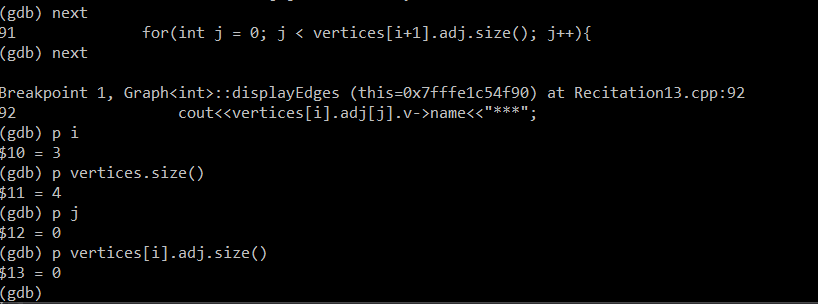 (gdb) next
91 for(int j = 0; j < vertices[i+1].adj.size(); j++){
(gdb) next
Breakpoint 1, Graph<int>::displayEdges (this=0x7fffe1c54f90) at Recitation13.cpp:92
92 cout<<vertices[i].adj[j].v->name<<"***";
(gdb) p i
$10 = 3
(gdb) p vertices.size()
$11 = 4
(gdb) p j
$12 = 0
(gdb) p vertices[i].adj.size()
$13 = 0
(gdb)